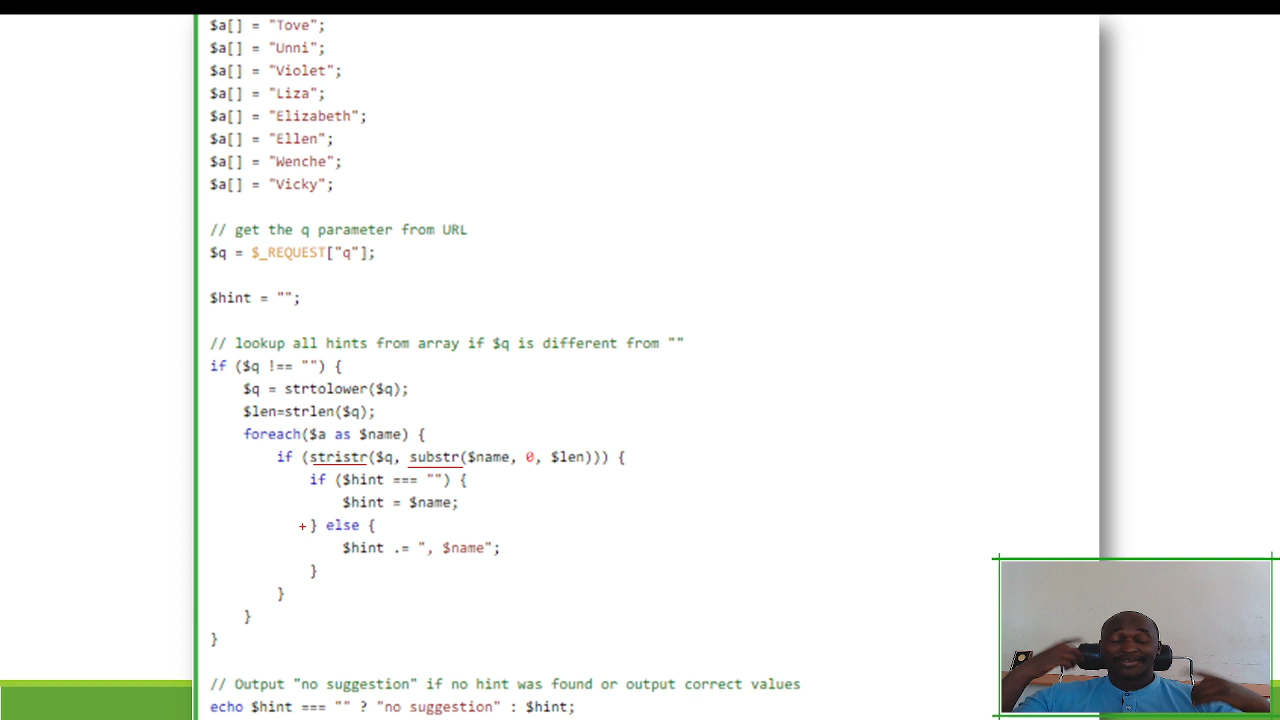 $a[] = "Tove";
$a[] = "Unni";
$a[] = "Violet";
$a[] = "Liza";
$a[] = "Elizabeth";
$a[] = "Ellen";
$a[] = "Wenche";
$a[] = "Vicky";
// get the q parameter from URL
$q = $_REQUEST["q"];
$hint = "";
// lookup all hints from array if $q is different from ""
if ($q !== "") {
    $q = strtolower($q);
    $len=strlen($q);
    foreach($a as $name) {
        if (stristr($q, substr($name, 0, $len))) {
            if ($hint === "") {
                $hint = $name;
            } else {
                $hint .= ", $name";
            }
        }
    }
}
// Output "no suggestion" if no hint was found or output correct values
echo $hint === "" ? "no suggestion" : $hint;